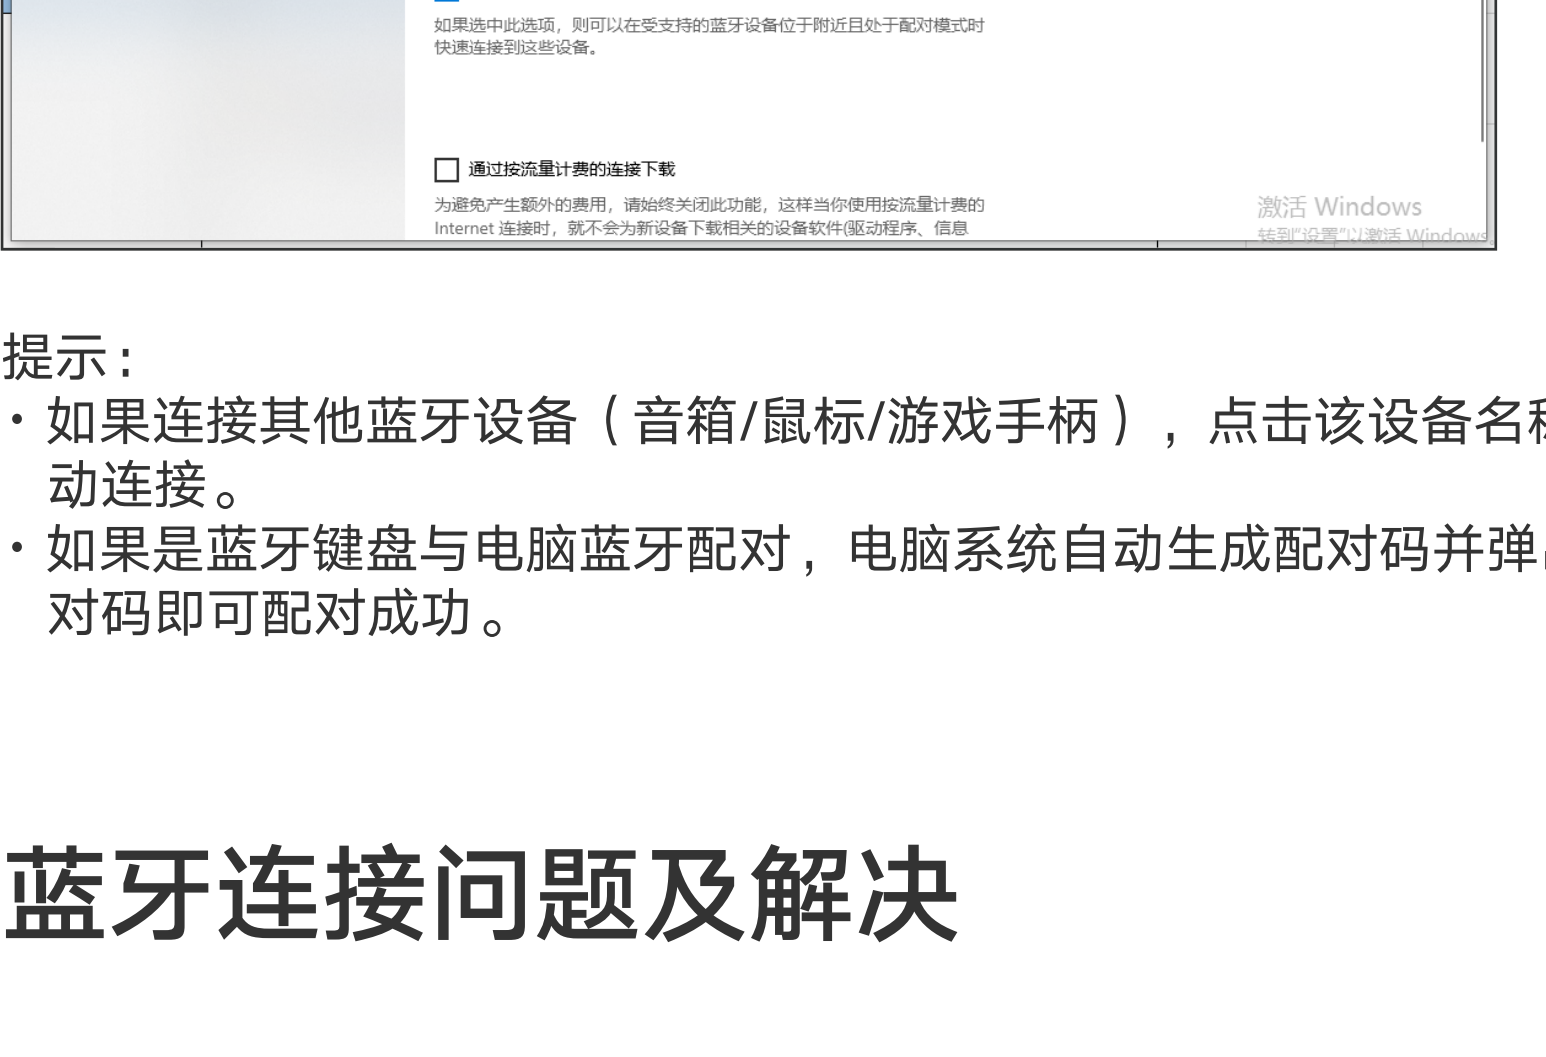 如果选中此选项，则可以在受支持的蓝牙设备位于附近且处于配对模式时
快速连接到这些设备。
通过按流量计费的连接下载
为避免产生额外的费用，请始终关闭此功能，这样当你使用按流量计费的
Internet 连接时，就不会为新设备下载相关的设备软件(驱动程序、信息
激活 Windows
转到"设置"以激活 Windows。
提示：
· 如果连接其他蓝牙设备（音箱/鼠标/游戏手柄），点击该设备名
动连接。
· 如果是蓝牙键盘与电脑蓝牙配对，电脑系统自动生成配对码并弹
对码即可配对成功。
蓝牙连接问题及解决